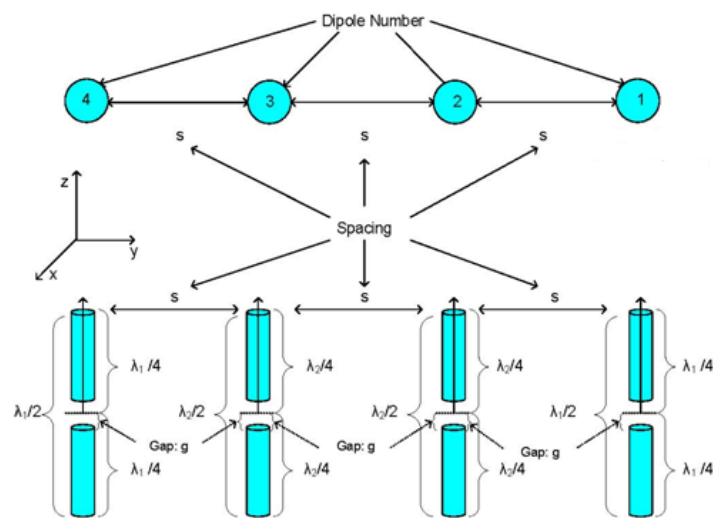 Dipole Number
4 3 2 1
s s s
z
Spacing
y
x
s s s
λ₁/4 λ₂/4 λ₂/4 λ₁/4
λ₁/2 λ₂/2 λ₂/2 λ₁/2
Gap: g Gap: g Gap: g
λ₁/4 λ₂/4 λ₂/4 λ₁/4